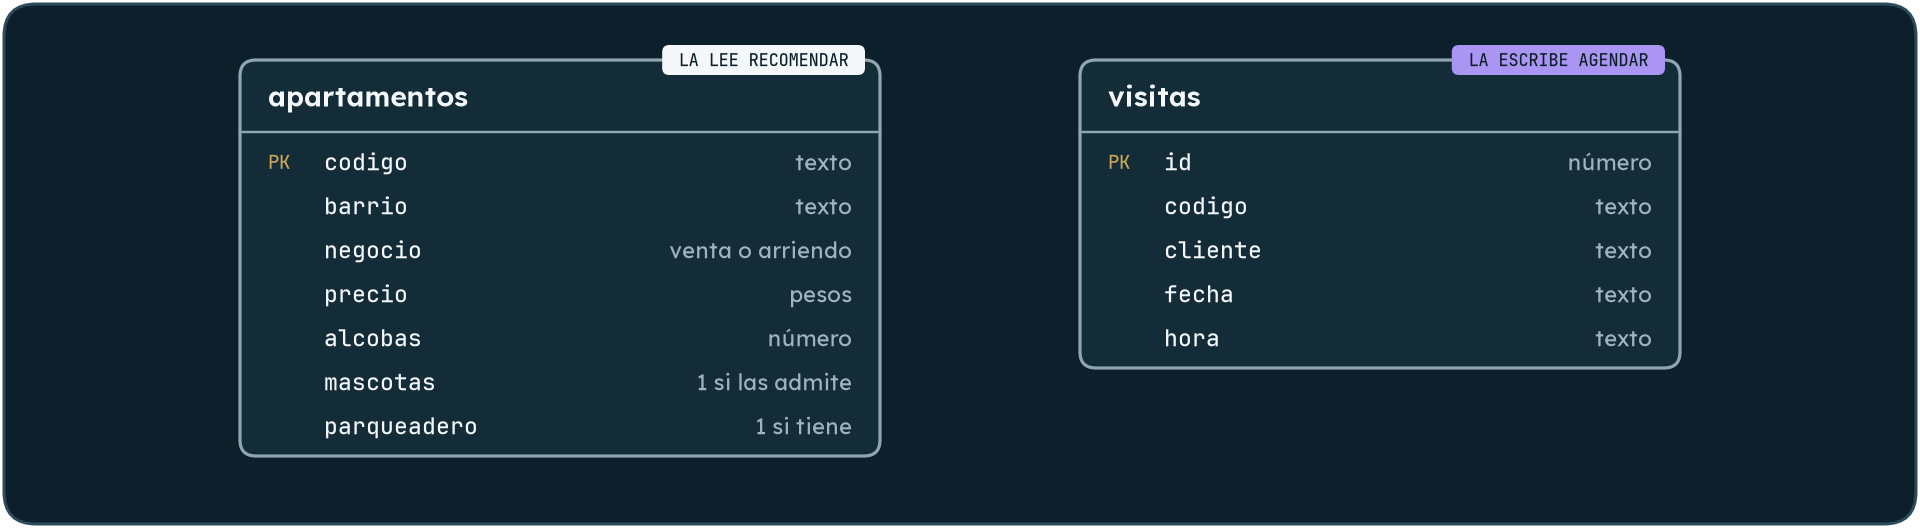 LA LEE RECOMENDAR
apartamentos
PK codigo texto
barrio texto
negocio venta o arriendo
precio pesos
alcobas número
mascotas 1 si las admite
parqueadero 1 si tiene
LA ESCRIBE AGENDAR
visitas
PK id número
codigo texto
cliente texto
fecha texto
hora texto